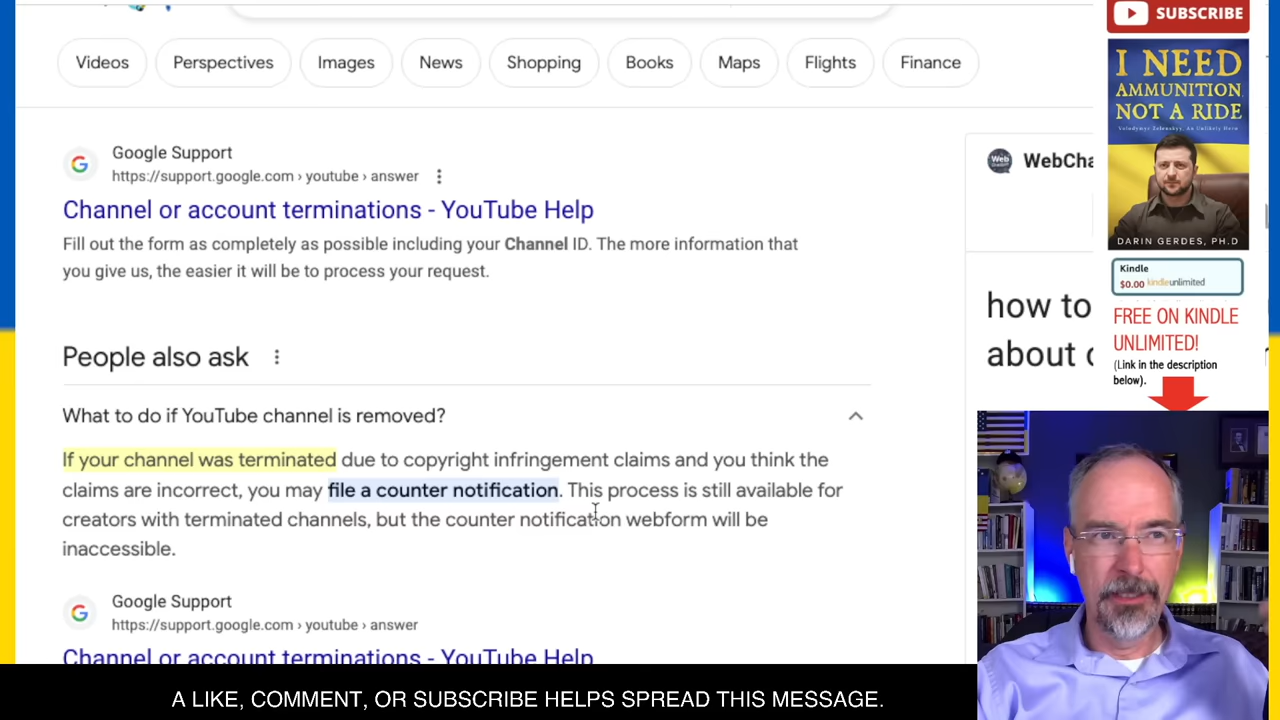 Videos
Perspectives
Images
News
Shopping
Books
Maps
Flights
Finance
Google Support
https://support.google.com › youtube › answer
Channel or account terminations - YouTube Help
Fill out the form as completely as possible including your Channel ID. The more information that
you give us, the easier it will be to process your request.
People also ask
What to do if YouTube channel is removed?
If your channel was terminated due to copyright infringement claims and you think the
claims are incorrect, you may file a counter notification. This process is still available for
creators with terminated channels, but the counter notification webform will be
inaccessible.
Google Support
https://support.google.com › youtube › answer
Channel or account terminations - YouTube Help
Web
WebCha
how to
about
SUBSCRIBE
I NEED
AMMUNITION
NOT A RIDE
Volodymyr Zelenskyy, An Unlikely Hero
DARIN GERDES, PH.D
Kindle
$0.00 kindleunlimited
FREE ON KINDLE
UNLIMITED!
(Link in the description
below).
A LIKE, COMMENT, OR SUBSCRIBE HELPS SPREAD THIS MESSAGE.